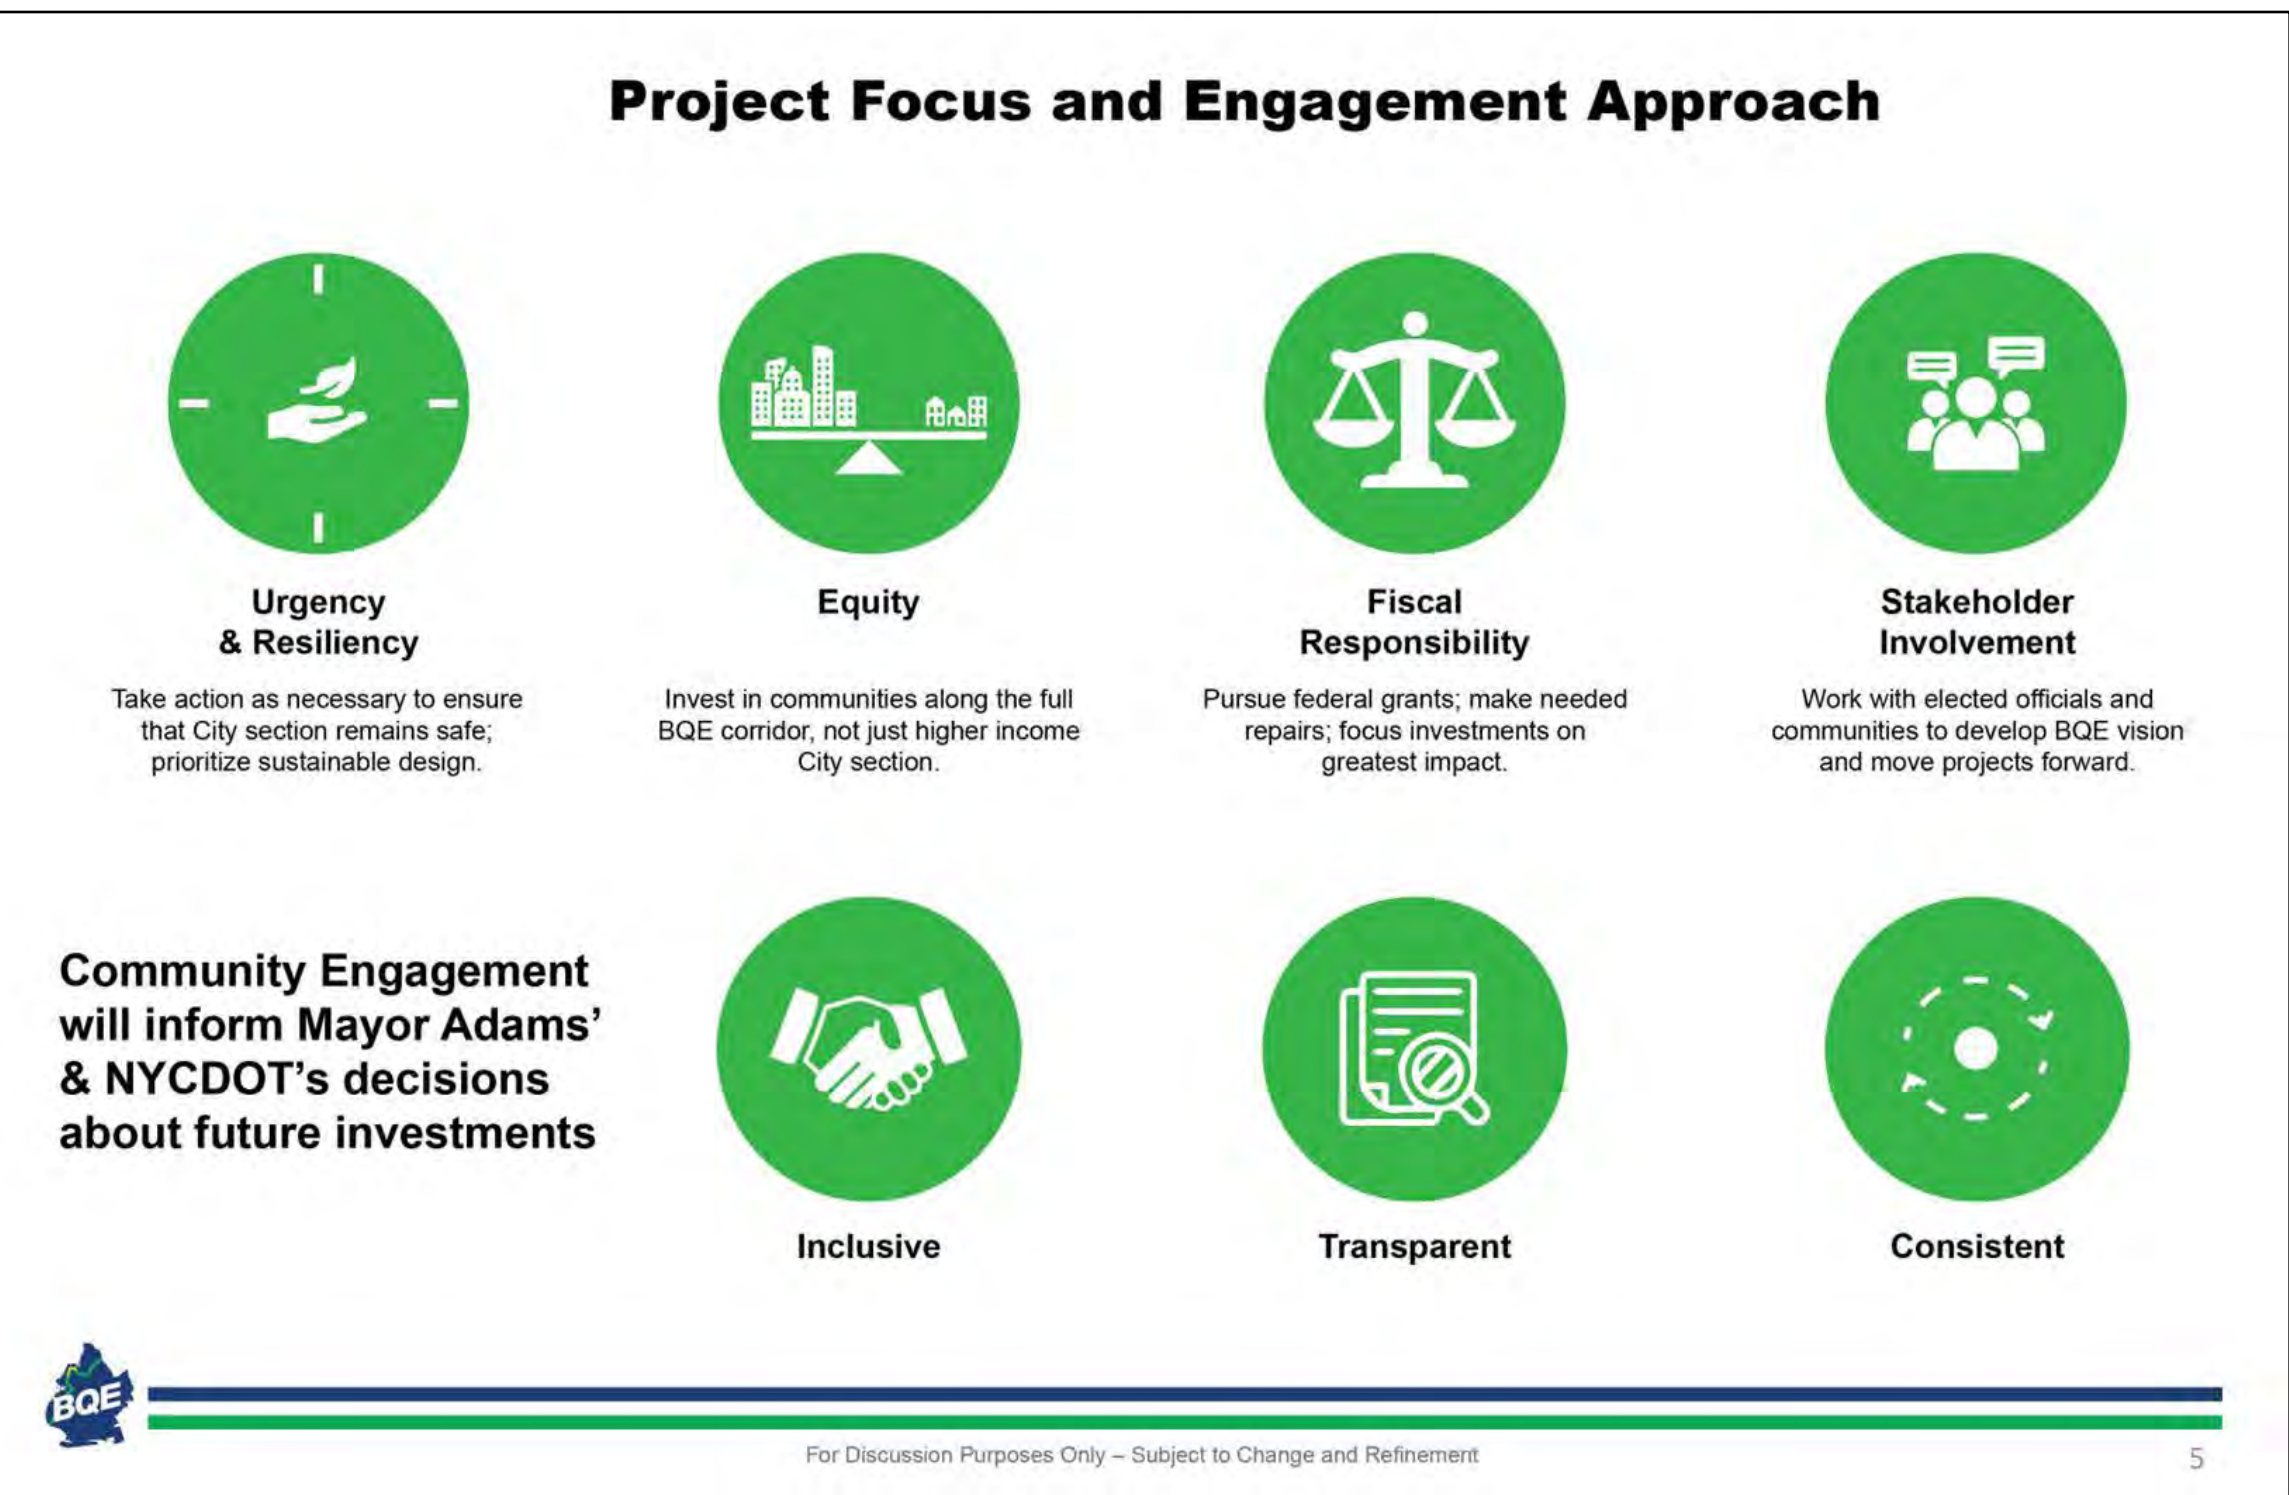 Project Focus and Engagement Approach
Urgency
& Resiliency
Take action as necessary to ensure
that City section remains safe;
prioritize sustainable design.
Equity
Invest in communities along the full
BQE corridor, not just higher income
City section.
Fiscal
Responsibility
Pursue federal grants; make needed
repairs; focus investments on
greatest impact.
Stakeholder
Involvement
Work with elected officials and
communities to develop BQE vision
and move projects forward.
Community Engagement
will inform Mayor Adams’
& NYCDOT’s decisions
about future investments
Inclusive
Transparent
Consistent
BQE
For Discussion Purposes Only – Subject to Change and Refinement
5